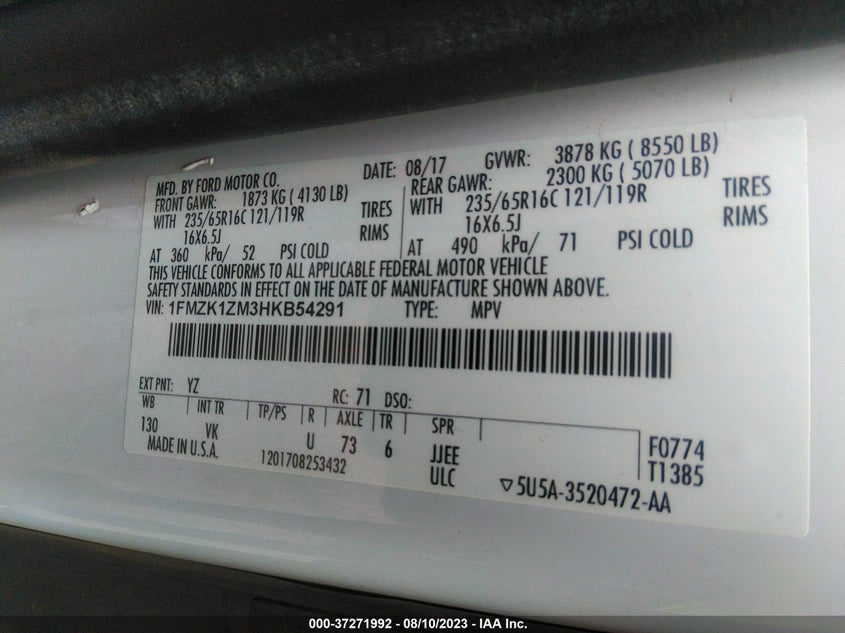 MFD. BY FORD MOTOR CO. DATE: 08/17 GVWR: 3878 KG ( 8550 LB)
FRONT GAWR: 1873 KG ( 4130 LB) REAR GAWR: 2300 KG ( 5070 LB)
WITH 235/65R16C 121/119R TIRES WITH 235/65R16C 121/119R TIRES
16X6.5J RIMS 16X6.5J RIMS
AT 360 kPa/ 52 PSI COLD AT 490 kPa/ 71 PSI COLD
THIS VEHICLE CONFORMS TO ALL APPLICABLE FEDERAL MOTOR VEHICLE
SAFETY STANDARDS IN EFFECT ON THE DATE OF MANUFACTURE SHOWN ABOVE.
VIN: 1FMZK1ZM3HKB54291 TYPE: MPV
EXT PNT: YZ RC: 71 DSO:
WB INT TR TP/PS R AXLE TR SPR
130 VK U 73 6 JJEE F0774
MADE IN U.S.A. 1201708253432 ULC T1385
▽5U5A-3520472-AA
000-37271992 - 08/10/2023 - IAA Inc.